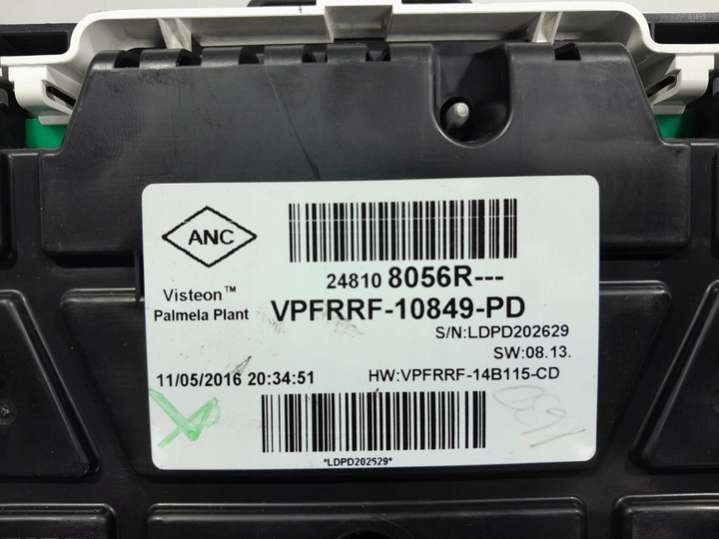 ANC
24810 8056R---
Visteon™
Palmela Plant
VPFRRF-10849-PD
S/N:LDPD202629
SW:08.13.
11/05/2016 20:34:51
HW:VPFRRF-14B115-CD
*LDPD202629*